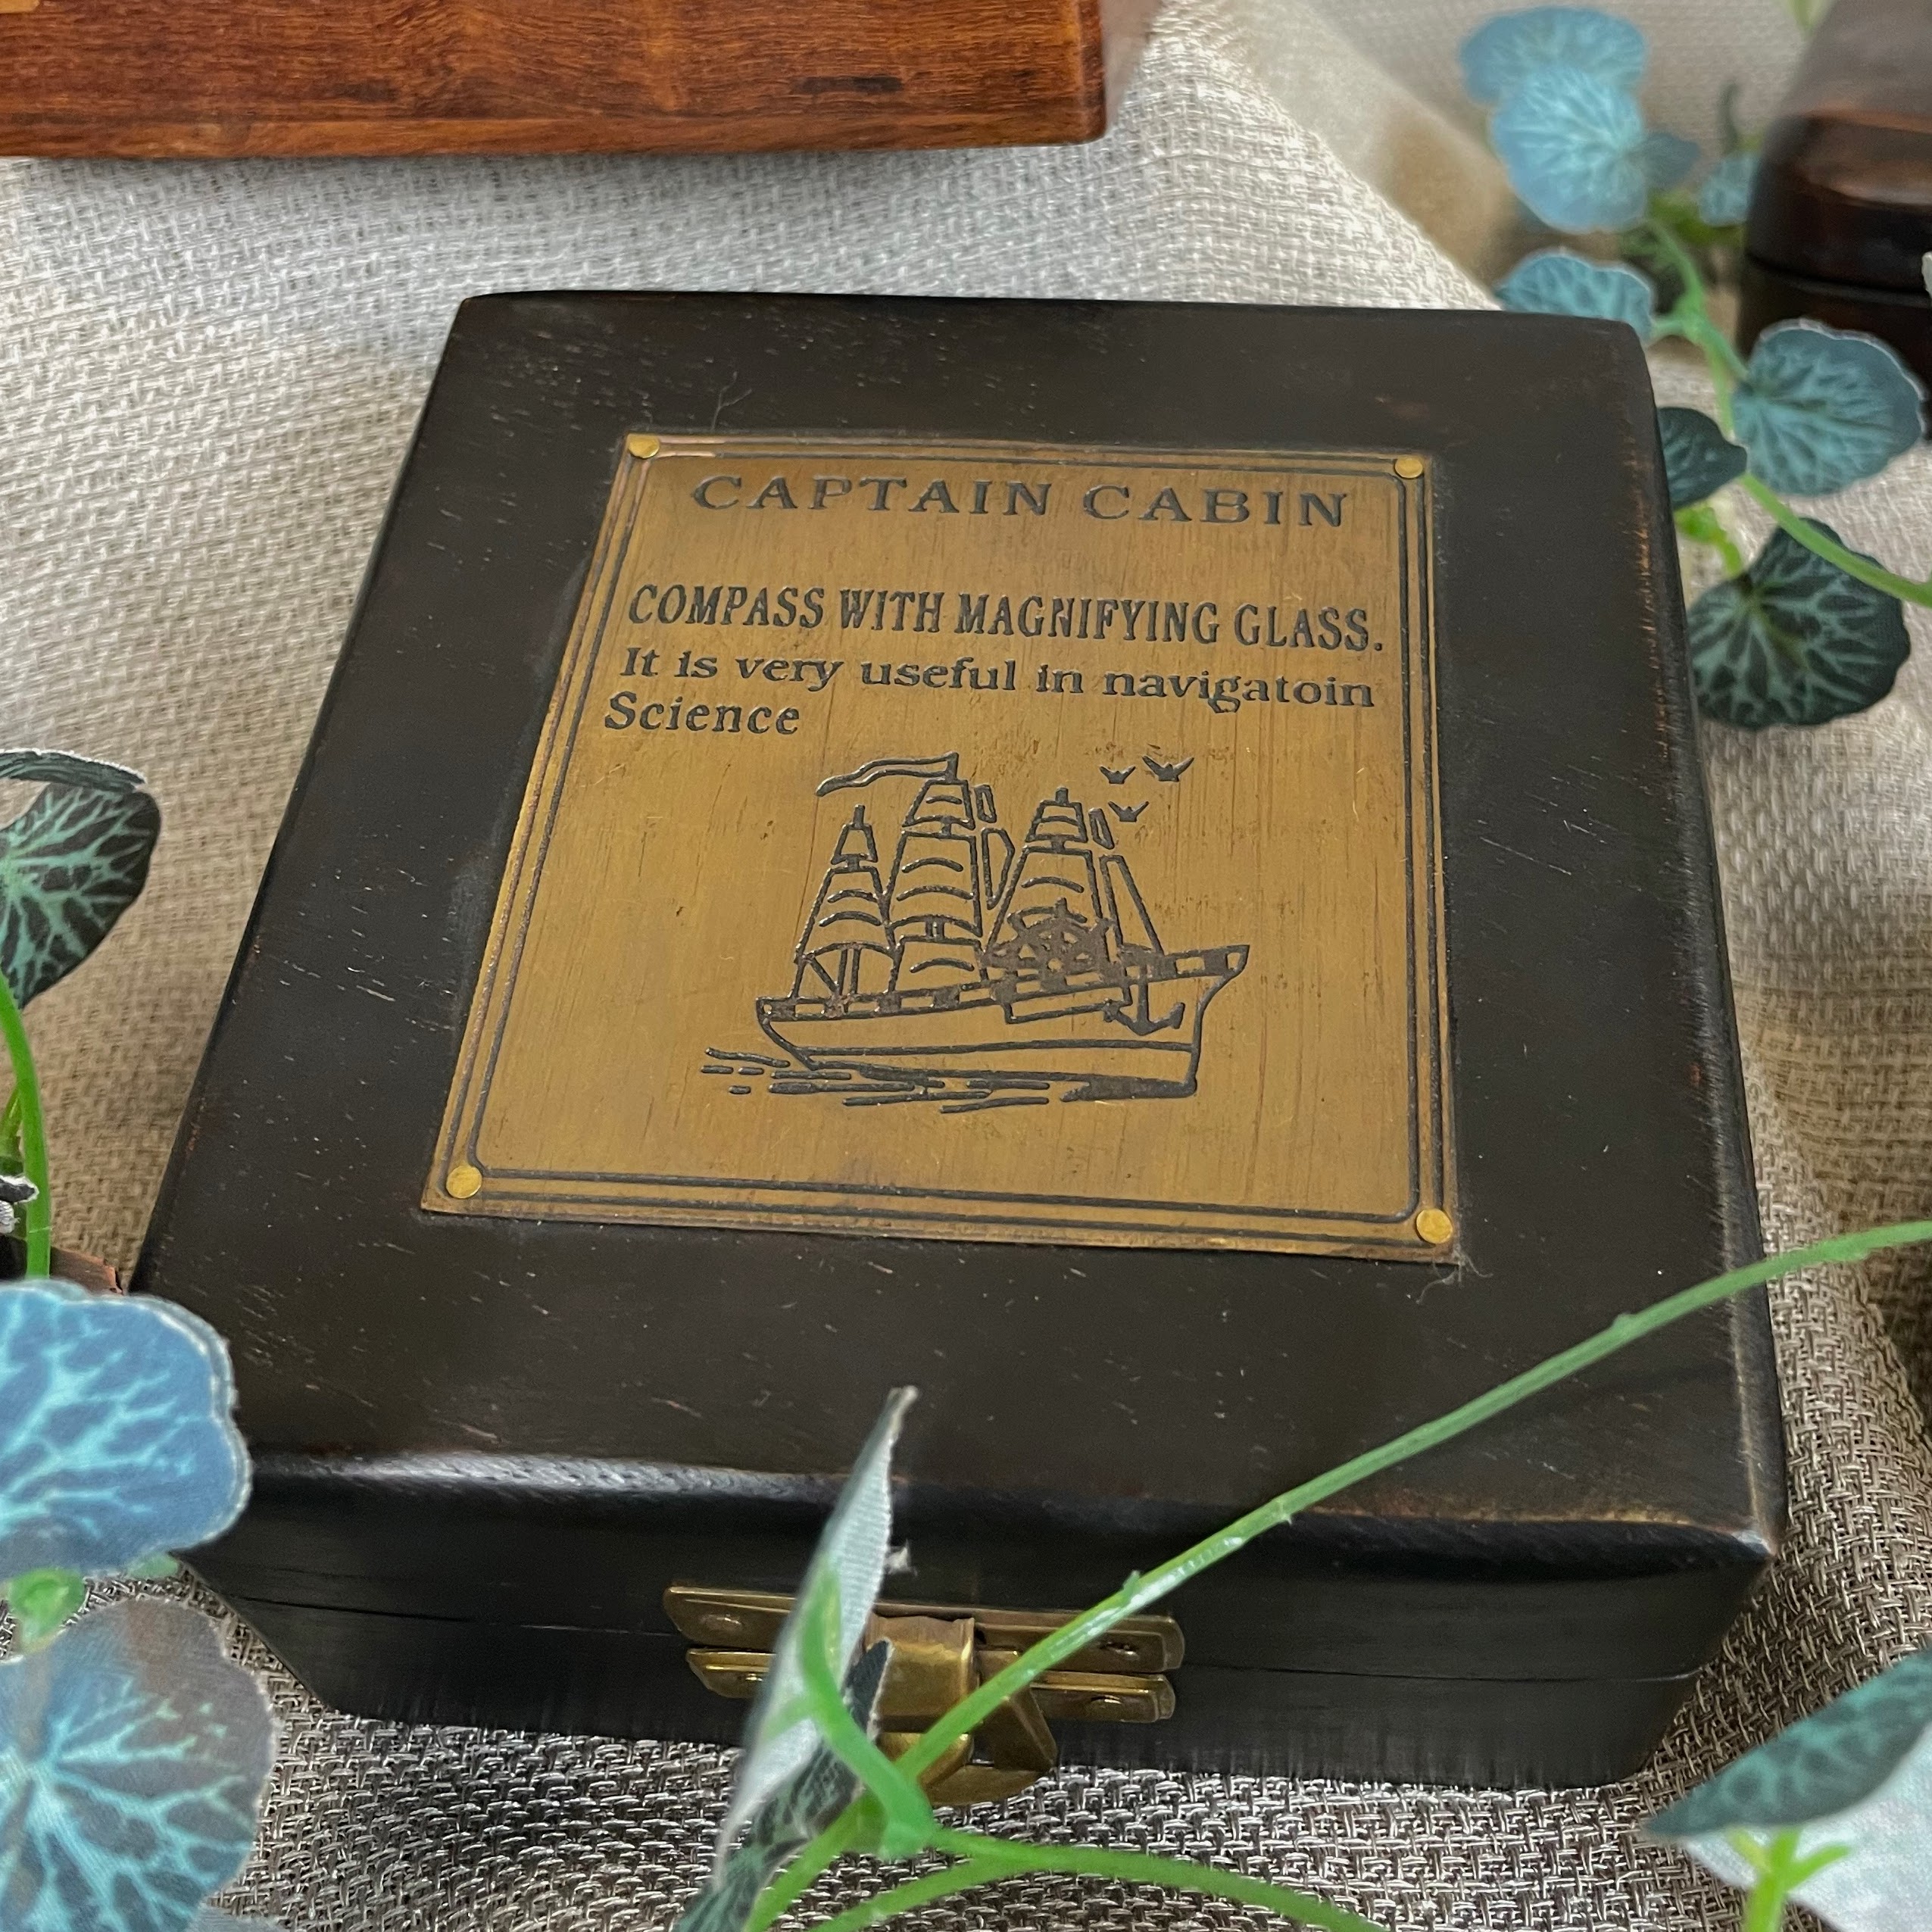 CAPTAIN CABIN
COMPASS WITH MAGNIFYING GLASS.
It is very useful in navigatoin
Science